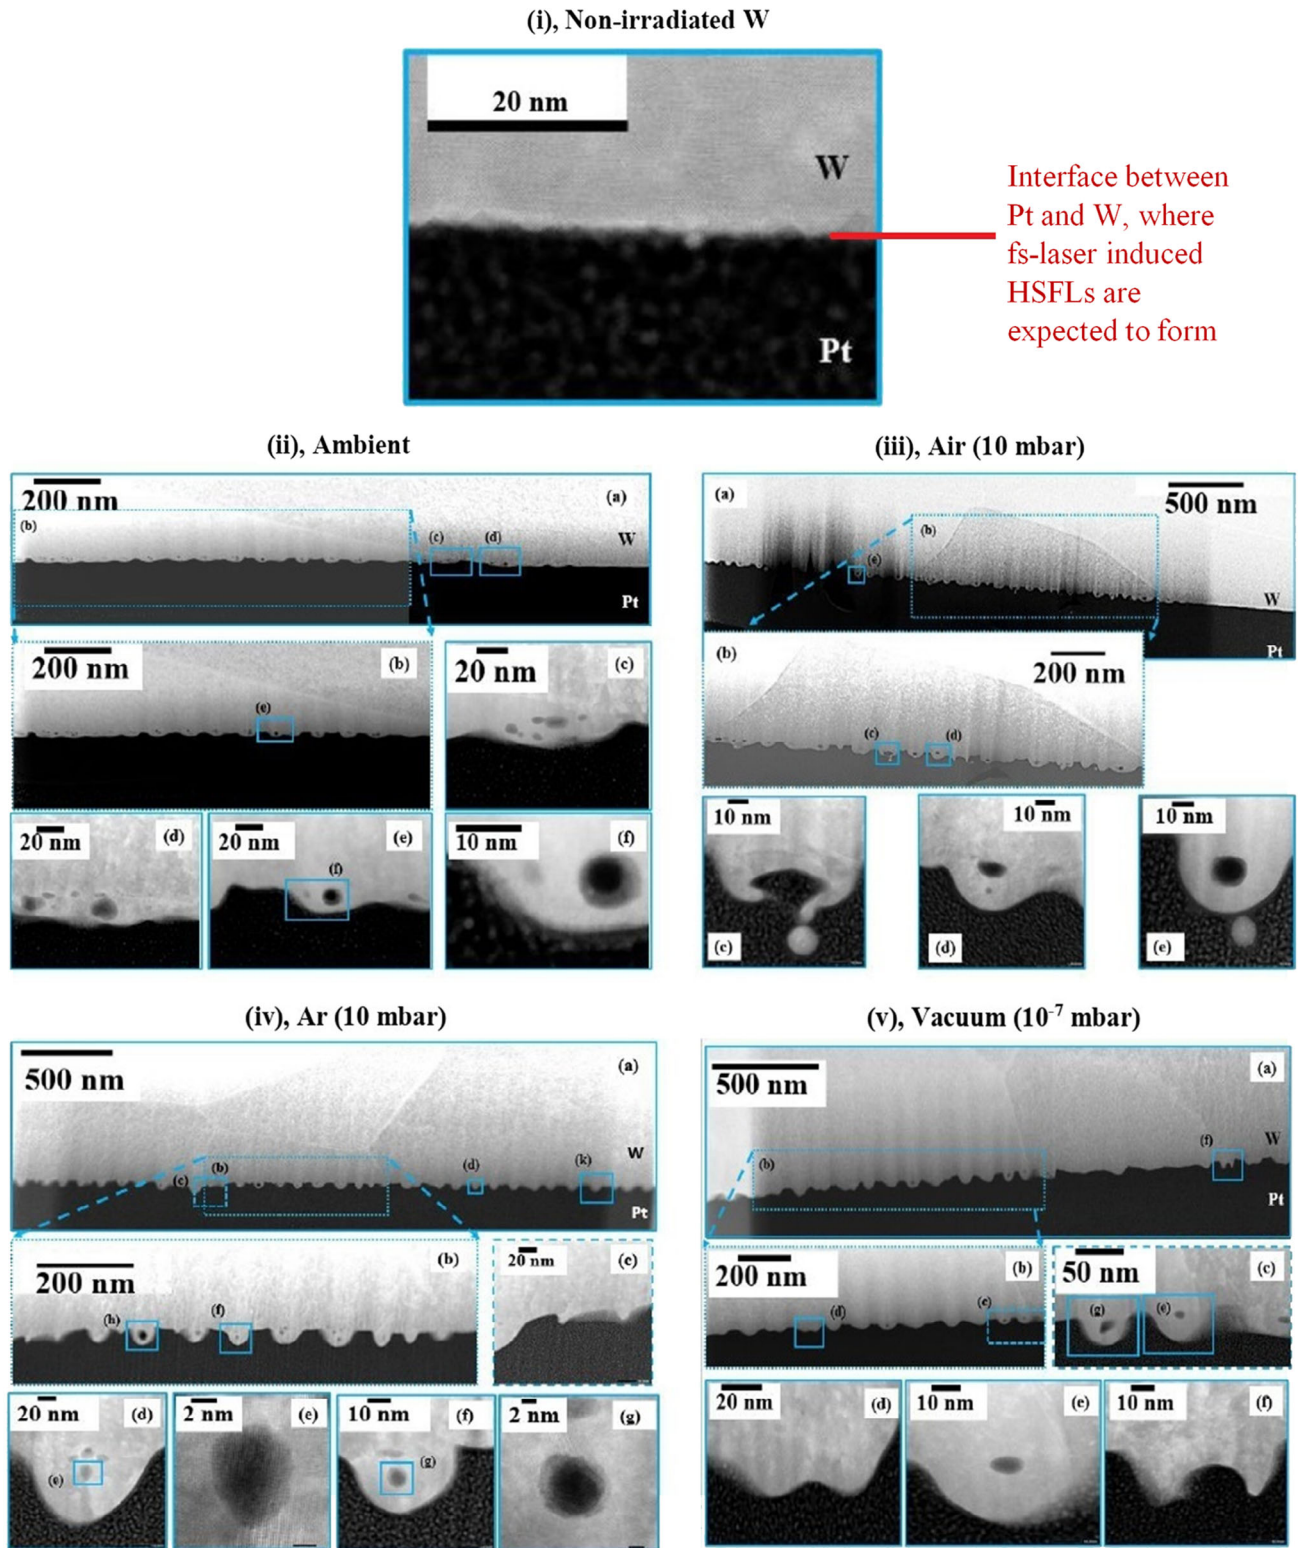 (i), Non-irradiated W
20 nm
W
Pt
Interface between
Pt and W, where
fs-laser induced
HSFLs are
expected to form
(ii), Ambient
200 nm
(a)
(b)
(c)
(d)
W
Pt
200 nm
(b)
(e)
20 nm
(c)
20 nm
(d)
20 nm
(e)
(f)
10 nm
(f)
(iii), Air (10 mbar)
(a)
500 nm
(b)
(e)
W
Pt
(b)
200 nm
(c)
(d)
10 nm
(c)
10 nm
(d)
10 nm
(e)
(iv), Ar (10 mbar)
500 nm
(a)
W
(b)
(c)
(d)
(k)
Pt
200 nm
(b)
(h)
(f)
20 nm
(c)
20 nm
(d)
(e)
2 nm
(e)
10 nm
(f)
(g)
2 nm
(g)
(v), Vacuum (10-7 mbar)
500 nm
(a)
(b)
(f)
W
Pt
200 nm
(b)
(d)
(c)
50 nm
(c)
(g)
(e)
20 nm
(d)
10 nm
(e)
10 nm
(f)